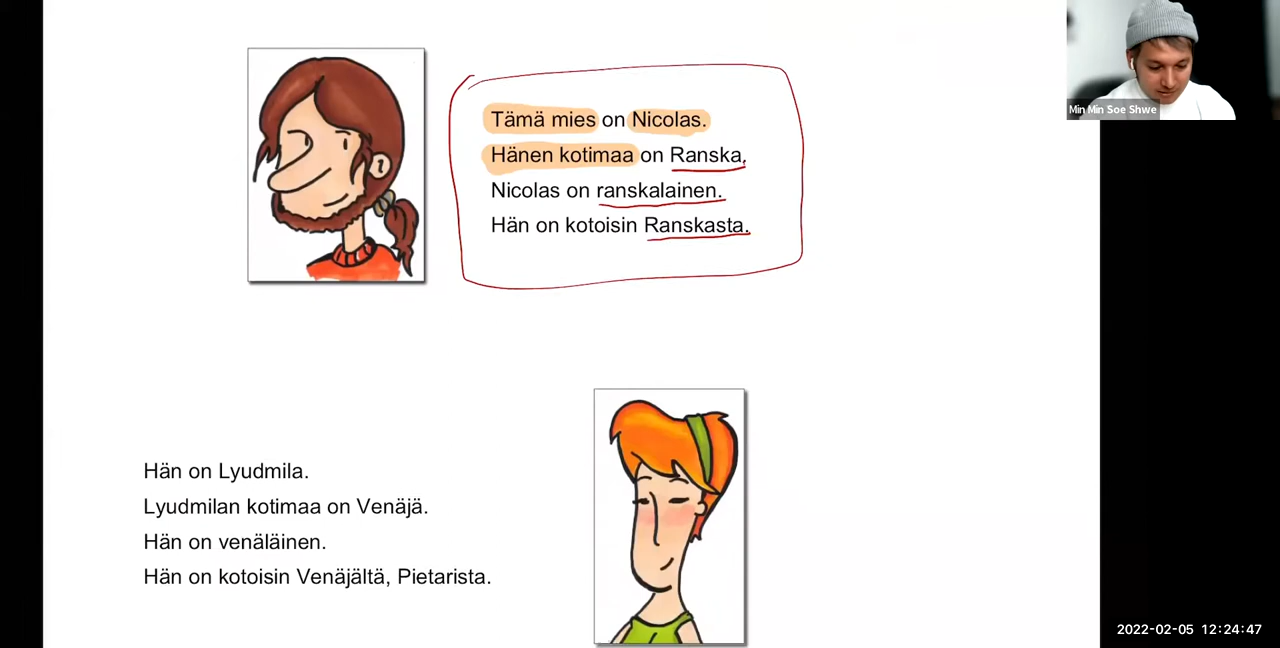 Tämä mies on Nicolas.
Hänen kotimaa on Ranska.
Nicolas on ranskalainen.
Hän on kotoisin Ranskasta.
Min Min Soe Shwe
Hän on Lyudmila.
Lyudmilan kotimaa on Venäjä.
Hän on venäläinen.
Hän on kotoisin Venäjältä, Pietarista.
2022-02-05 12:24:47